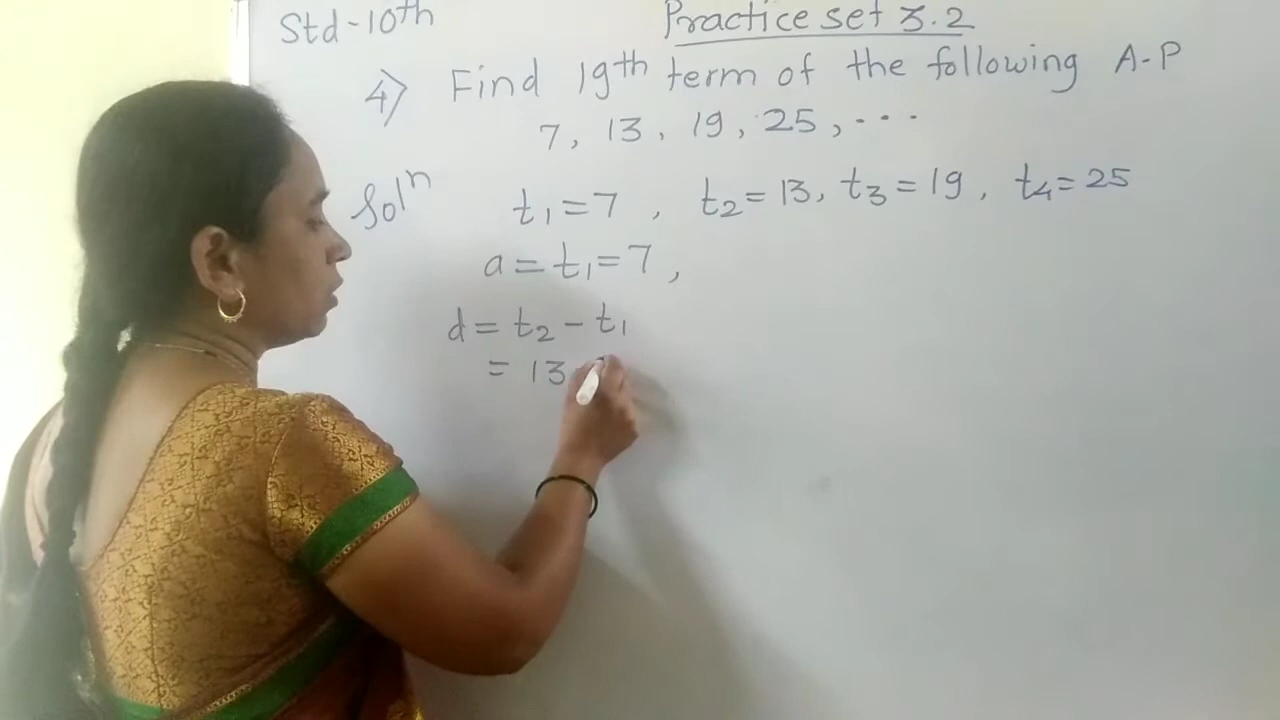 Std-10th
Practice set 3.2
4) Find 19th term of the following A-P
7, 13, 19, 25, ...
Solⁿ t₁=7, t₂=13, t₃=19, t₄=25
a=t₁=7,
d=t₂-t₁
= 13